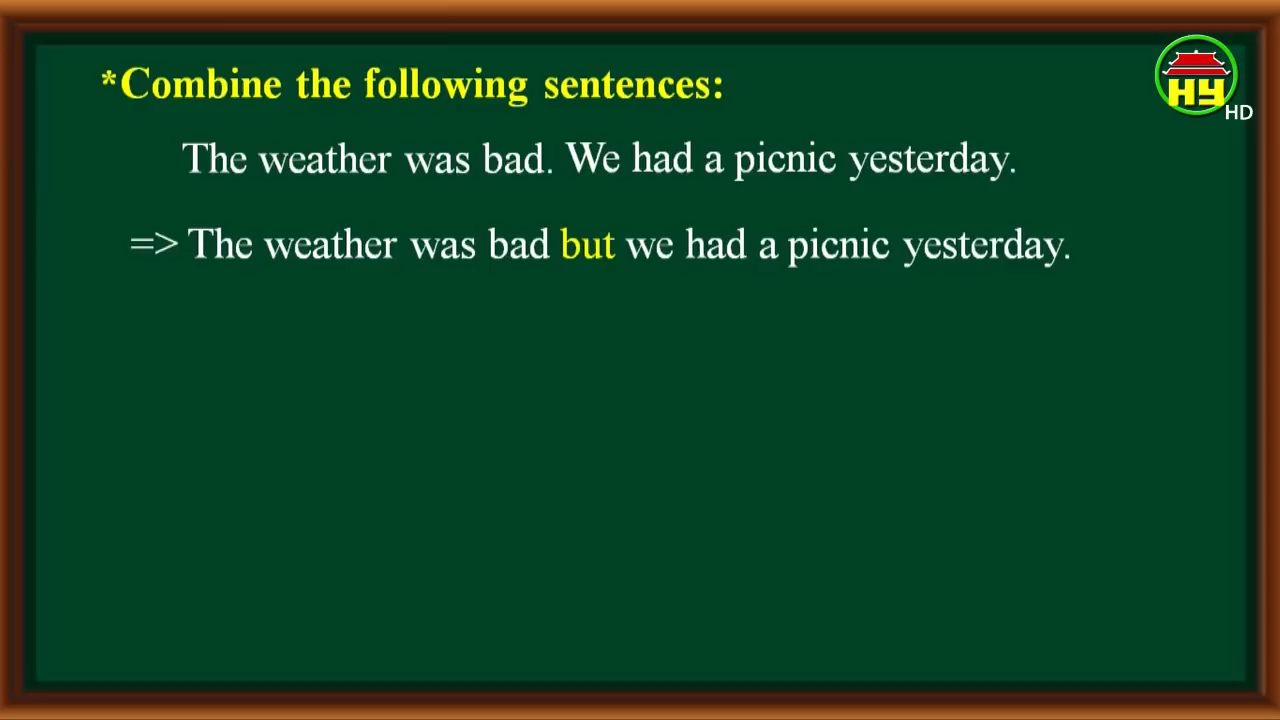 *Combine the following sentences:
HY
HD
The weather was bad. We had a picnic yesterday.
=> The weather was bad but we had a picnic yesterday.